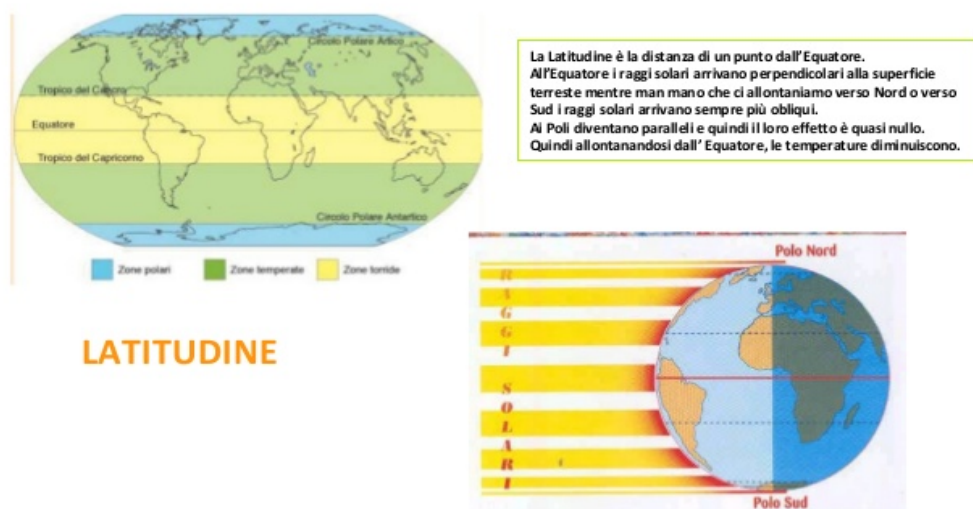 Circolo Polare Artico
Tropico del Cancro
Equatore
Tropico del Capricorno
Circolo Polare Antartico
Zone polari
Zone temperate
Zone torride
La Latitudine è la distanza di un punto dall'Equatore.
All'Equatore i raggi solari arrivano perpendicolari alla superficie
terreste mentre man mano che ci allontaniamo verso Nord o verso
Sud i raggi solari arrivano sempre più obliqui.
Ai Poli diventano paralleli e quindi il loro effetto è quasi nullo.
Quindi allontanandosi dall' Equatore, le temperature diminuiscono.
LATITUDINE
Polo Nord
RAGGI SOLARI
Polo Sud